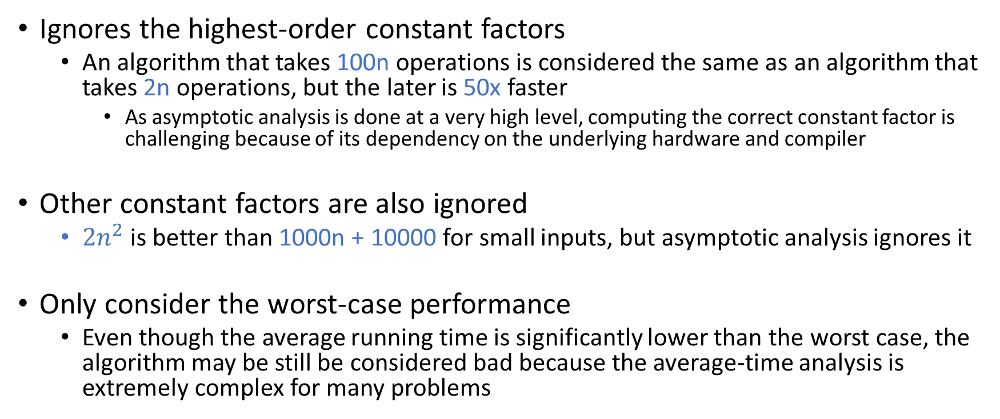 • Ignores the highest-order constant factors
• An algorithm that takes 100n operations is considered the same as an algorithm that
takes 2n operations, but the later is 50x faster
• As asymptotic analysis is done at a very high level, computing the correct constant factor is
challenging because of its dependency on the underlying hardware and compiler
• Other constant factors are also ignored
• 2n² is better than 1000n + 10000 for small inputs, but asymptotic analysis ignores it
• Only consider the worst-case performance
• Even though the average running time is significantly lower than the worst case, the
algorithm may be still be considered bad because the average-time analysis is
extremely complex for many problems